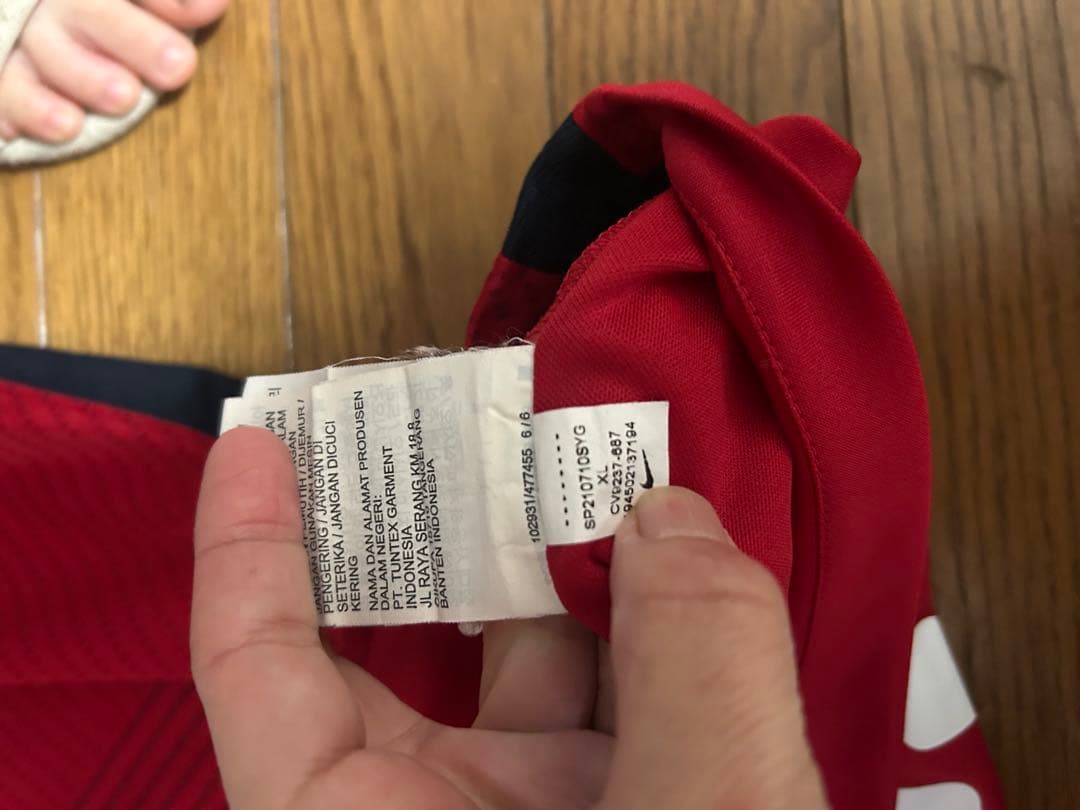 PENGERING / JANGAN DI
SETERIKA / JANGAN DICUCI
KERING
NAMA DAN ALAMAT PRODUSEN
DALAM NEGERI:
PT. TUNTEX GARMENT
INDONESIA
JL RAYA SERANG KM 18.8
BANTEN INDONESIA
102931/477455 6/6
SP210710SYG
XL
CV9237-687
194502137194